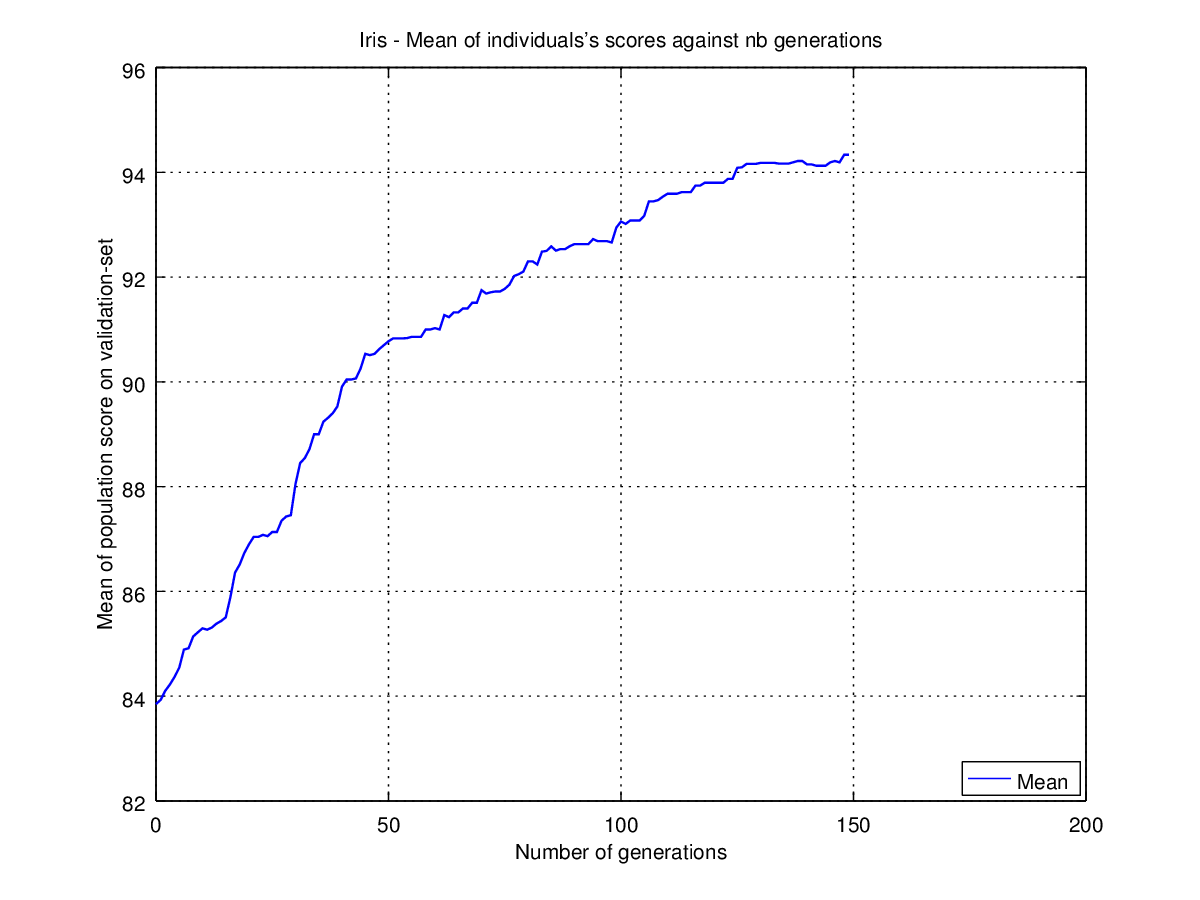 Iris - Mean of individuals's scores against nb generations
96
94
92
90
88
86
84
82
Mean of population score on validation-set
0 50 100 150 200
Number of generations
Mean